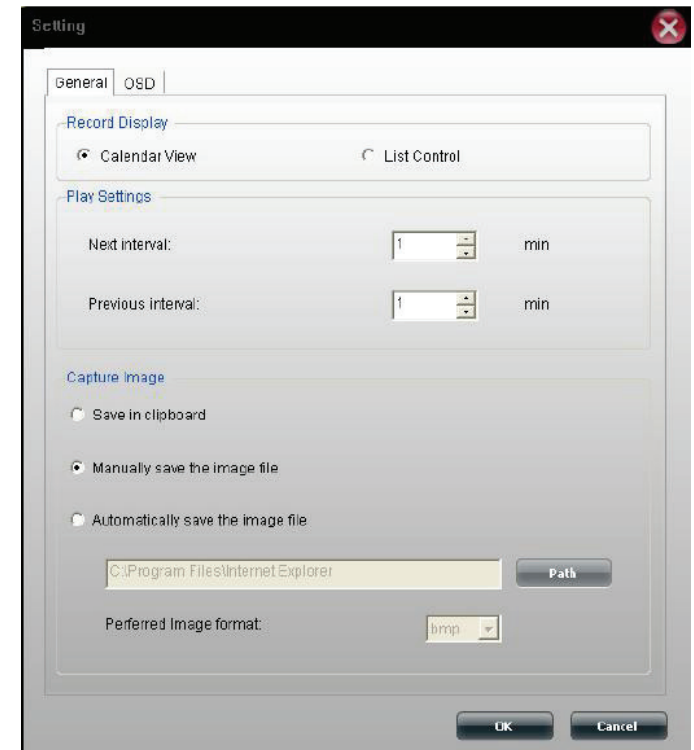 Setting
General OSD
Record Display
Calendar View List Control
Play Settings
Next interval: 1 min
Previous interval: 1 min
Capture Image
Save in clipboard
Manually save the image file
Automatically save the image file
C:\Program Files\Internet Explorer Path
Perferred Image format: bmp
OK Cancel